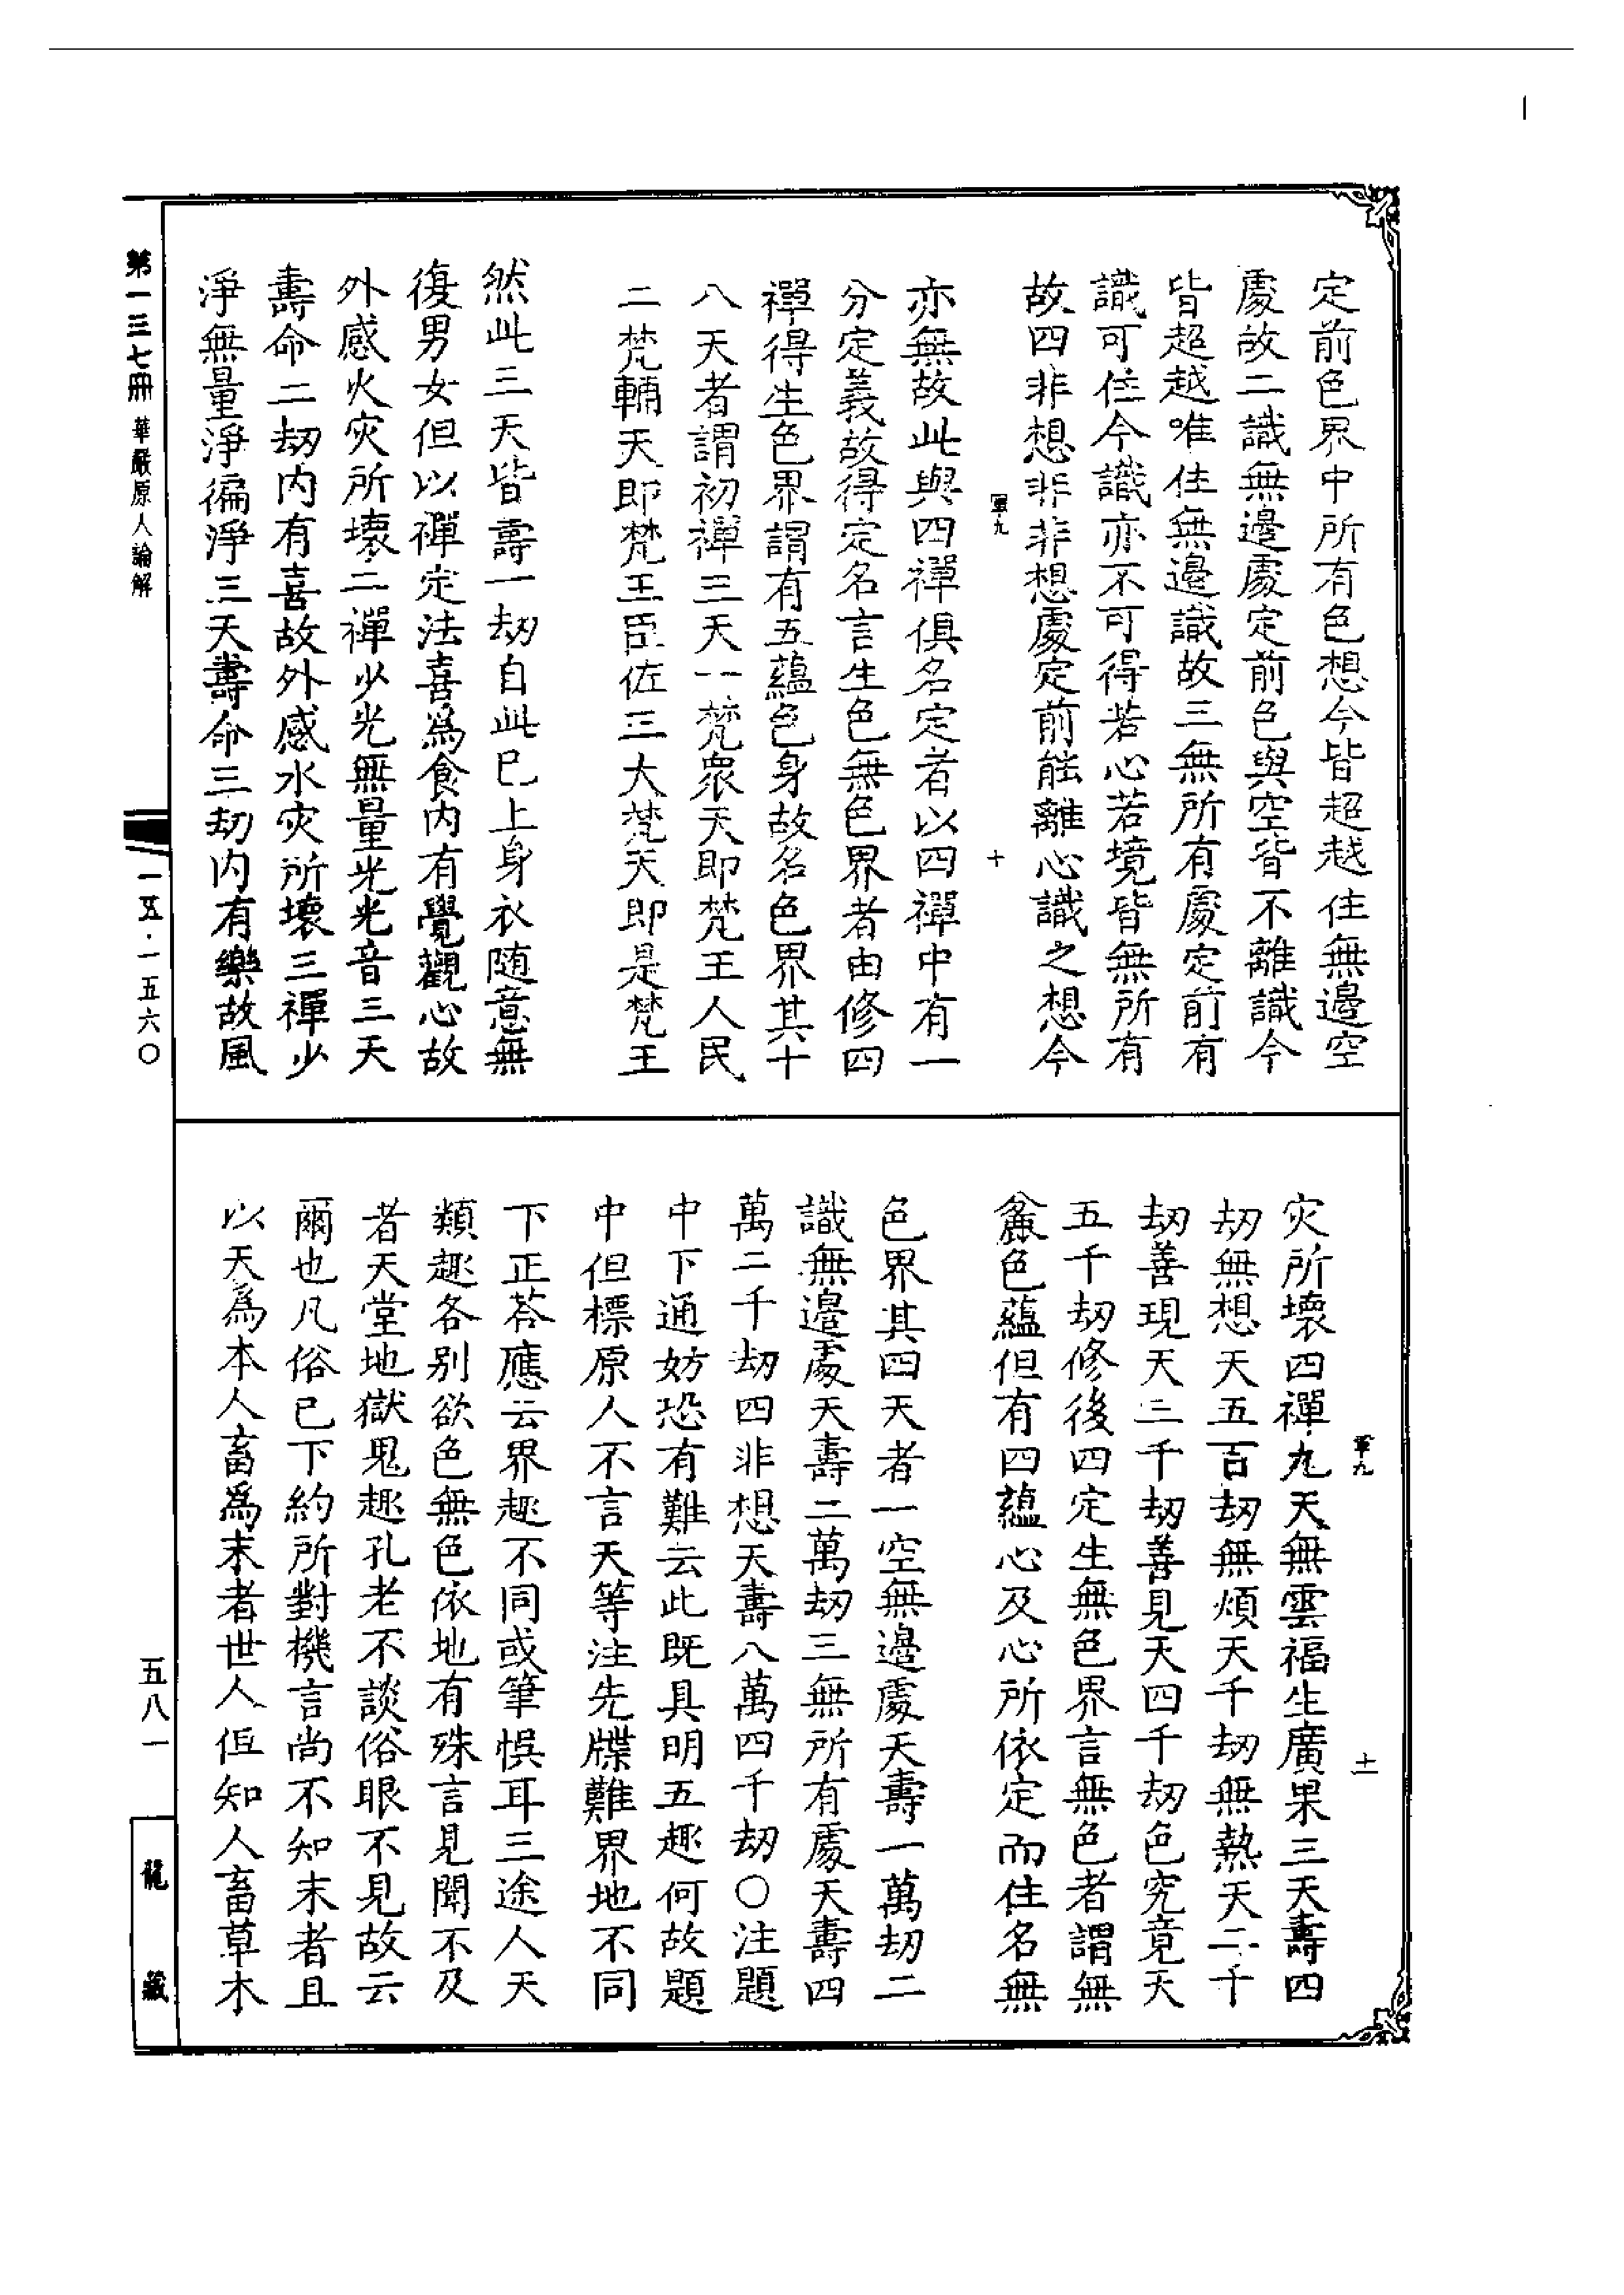 定前色界中所有色想今皆超越住無邉空
處故二識無邉處定前色與空皆不離識今
皆超越唯住無邉識故三無所有處定前有
識可住今識亦不可得若心若境皆無所有
故四非想非非想處定前能離心識之想今
軍九
十
亦無故此與四禪俱名定者以四禪中有一
分定義故得定名言生色無色界者由修四
禪得生色界謂有五蘊色身故名色界其十
八天者謂初禪三天一梵衆天即梵王人民
二梵輔天即梵王臣佐三大梵天即是梵王
然此三天皆壽一劫自此已上身衣随意無
復男女但以禪定法喜爲食內有覺觀心故
外感火灾所壞二禪少光無量光光音三天
壽命二劫內有喜故外感水灾所壞三禪少
淨無量淨徧淨三天壽命三劫內有樂故風
軍九
十一
灾所壞四禪九天無雲福生廣果三天壽四
劫無想天五百劫無煩天千劫無熱天二千
劫善現天三千劫善見天四千劫色究竟天
五千劫修後四定生無色界言無色者謂無
麄色蘊但有四蘊心及心所依定而住名無
色界其四天者一空無邉處天壽一萬劫二
識無邉處天壽二萬劫三無所有處天壽四
萬二千劫四非想天壽八萬四千劫〇注題
中下通妨恐有難云此既具明五趣何故題
中但標原人不言天等注先牒難界地不同
下正荅應云界趣不同或筆悮耳三途人天
類趣各别欲色無色依地有殊言見聞不及
者天堂地獄鬼趣孔老不談俗眼不見故云
爾也凡俗已下約所對機言尚不知末者且
以天爲本人畜爲末者世人但知人畜草木
第一三七冊 華嚴原人論解
一五·一五六〇
五八一
龍藏